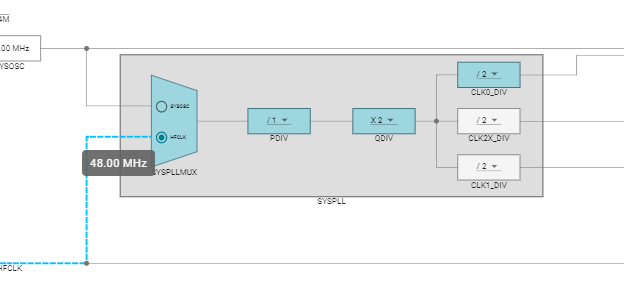 4M
.00 MHz
YSOSC
SYSOSC
/ 1
PDIV
X 2
QDIV
/ 2
CLK0_DIV
/ 2
CLK2X_DIV
/ 2
CLK1_DIV
HFCLK
48.00 MHz
YSPLLMUX
SYSPLL
HFCLK